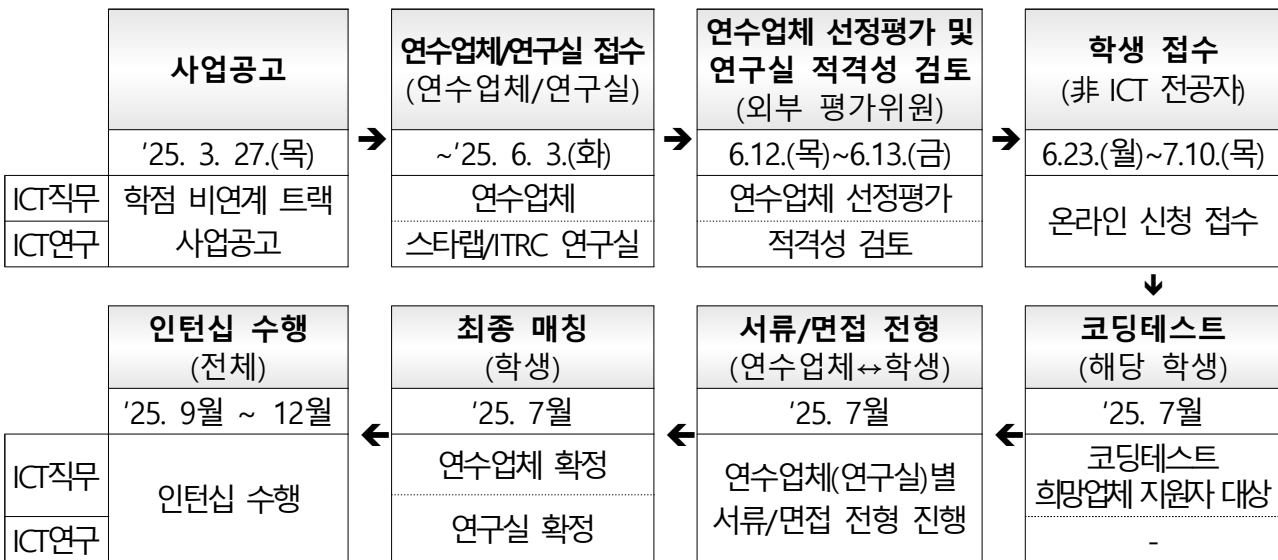 사업공고
'25. 3. 27.(목)
연수업체/연구실 접수
(연수업체/연구실)
~'25. 6. 3.(화)
연수업체 선정평가 및
연구실 적격성 검토
(외부 평가위원)
6.12.(목)~6.13.(금)
학생 접수
(非 ICT 전공자)
6.23.(월)~7.10.(목)
ICT직무
ICT연구
학점 비연계 트랙
사업공고
연수업체
스타랩/ITRC 연구실
연수업체 선정평가
적격성 검토
온라인 신청 접수
인턴십 수행
(전체)
'25. 9월 ~ 12월
최종 매칭
(학생)
'25. 7월
서류/면접 전형
(연수업체↔학생)
'25. 7월
코딩테스트
(해당 학생)
'25. 7월
ICT직무
ICT연구
인턴십 수행
연수업체 확정
연구실 확정
연수업체(연구실)별
서류/면접 전형 진행
코딩테스트
희망업체 지원자 대상
-